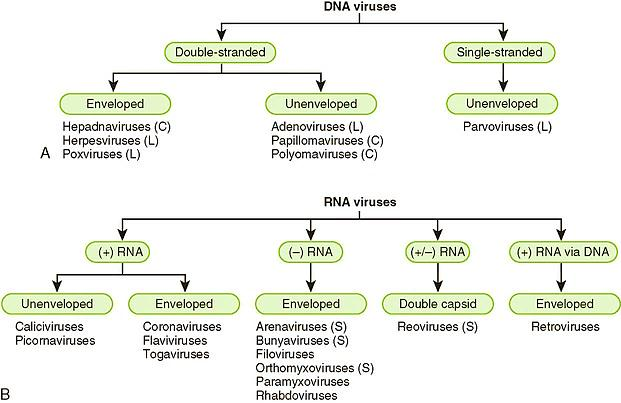 DNA viruses
Double-stranded
Single-stranded
Enveloped
Unenveloped
Unenveloped
Hepadnaviruses (C)
Herpesviruses (L)
Poxviruses (L)
Adenoviruses (L)
Papillomaviruses (C)
Polyomaviruses (C)
Parvoviruses (L)
A
RNA viruses
(+) RNA
(–) RNA
(+/–) RNA
(+) RNA via DNA
Unenveloped
Enveloped
Enveloped
Double capsid
Enveloped
Caliciviruses
Picornaviruses
Coronaviruses
Flaviviruses
Togaviruses
Arenaviruses (S)
Bunyaviruses (S)
Filoviruses
Orthomyxoviruses (S)
Paramyxoviruses
Rhabdoviruses
Reoviruses (S)
Retroviruses
B